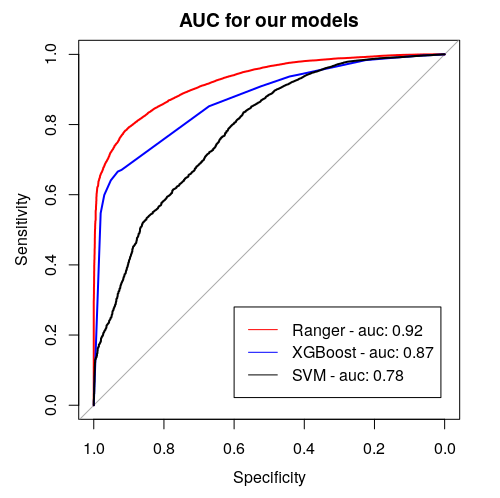 AUC for our models
1.0
0.8
0.6
0.4
0.2
0.0
Sensitivity
Ranger - auc: 0.92
XGBoost - auc: 0.87
SVM - auc: 0.78
1.0 0.8 0.6 0.4 0.2 0.0
Specificity